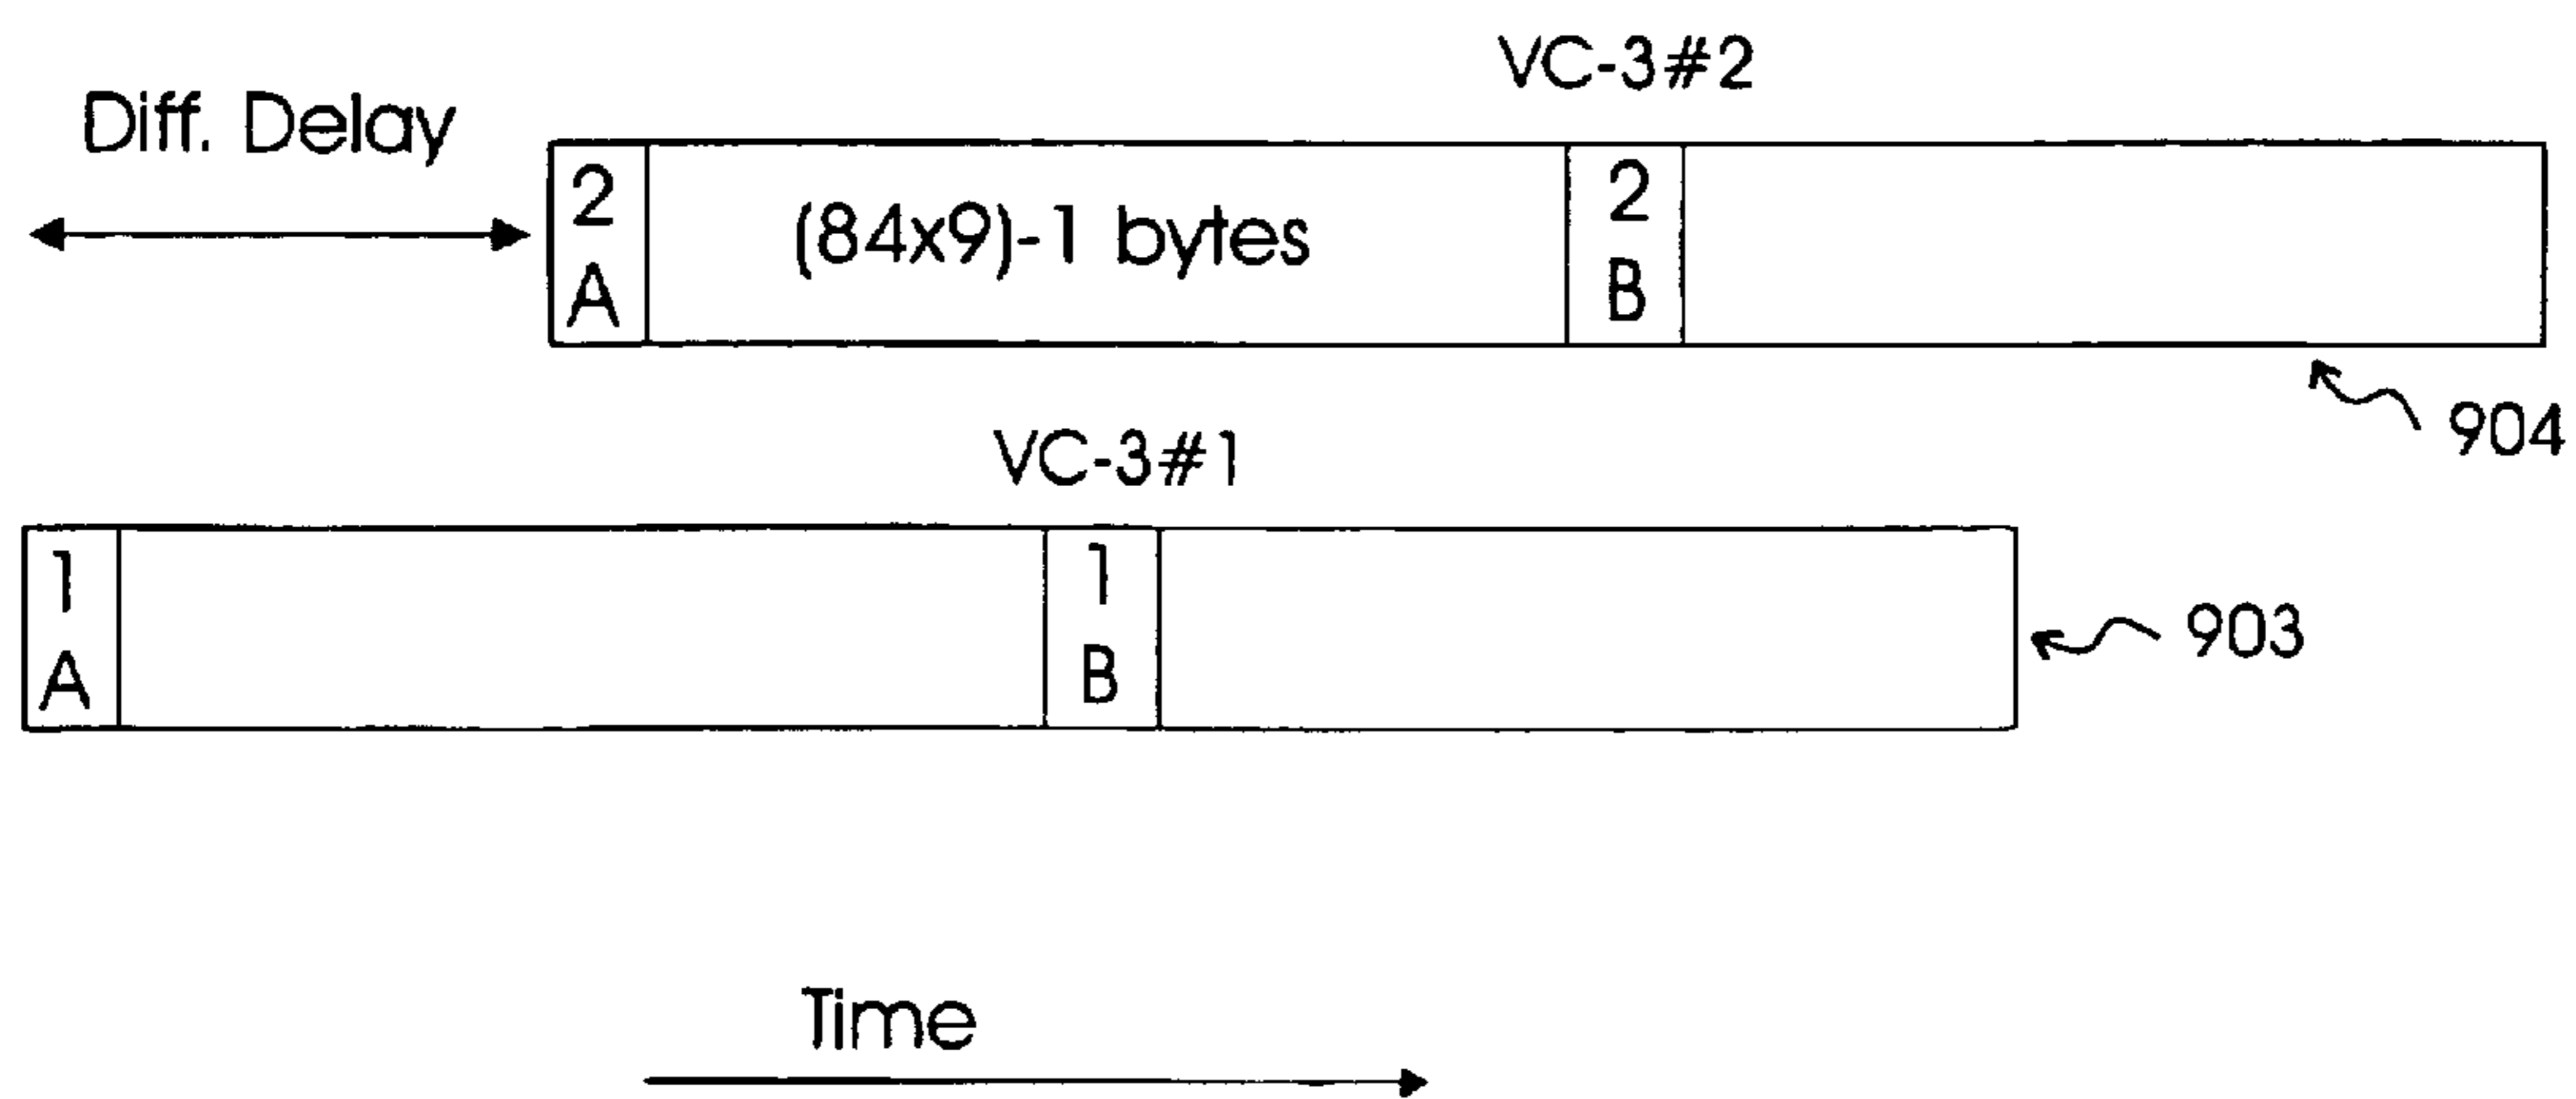 VC-3#2
Diff. Delay
2
A
(84x9)-1 bytes
2
B
904
VC-3#1
1
A
1
B
903
Time